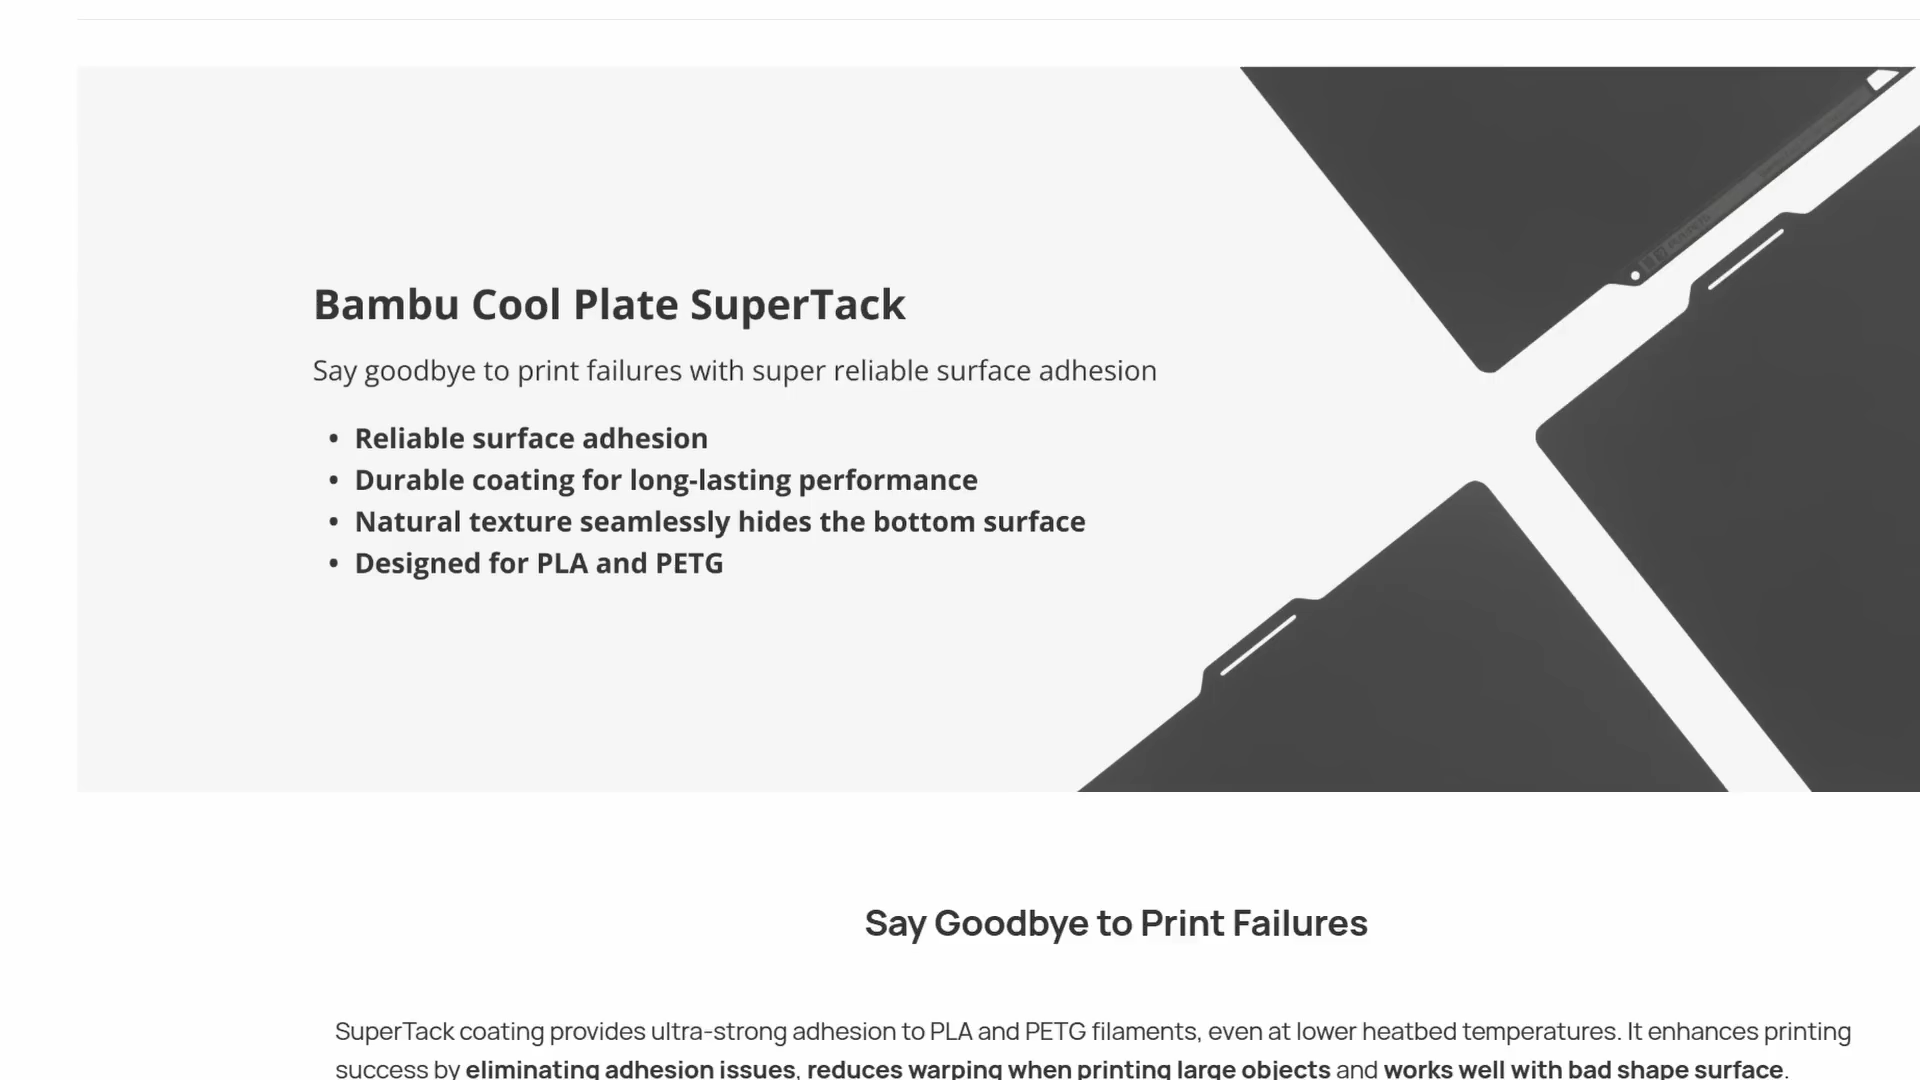 Bambu Cool Plate SuperTack
Say goodbye to print failures with super reliable surface adhesion
• Reliable surface adhesion
• Durable coating for long-lasting performance
• Natural texture seamlessly hides the bottom surface
• Designed for PLA and PETG
Say Goodbye to Print Failures
SuperTack coating provides ultra-strong adhesion to PLA and PETG filaments, even at lower heatbed temperatures. It enhances printing
success by eliminating adhesion issues, reduces warping when printing large objects and works well with bad shape surface.